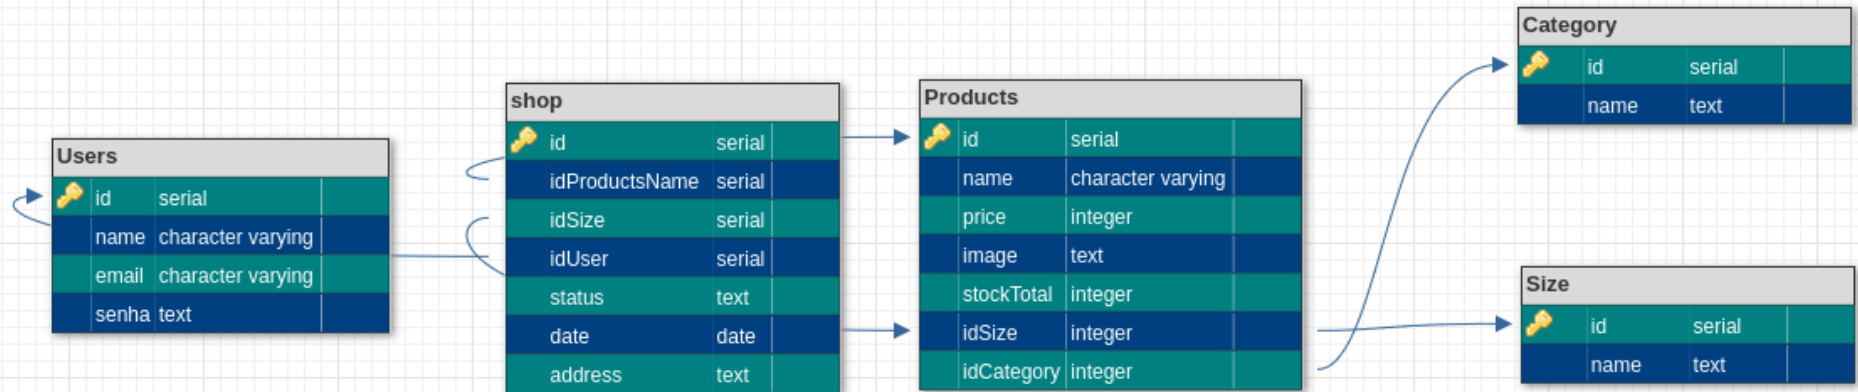 Users
id serial
name character varying
email character varying
senha text
shop
id serial
idProductsName serial
idSize serial
idUser serial
status text
date date
address text
Products
id serial
name character varying
price integer
image text
stockTotal integer
idSize integer
idCategory integer
Category
id serial
name text
Size
id serial
name text